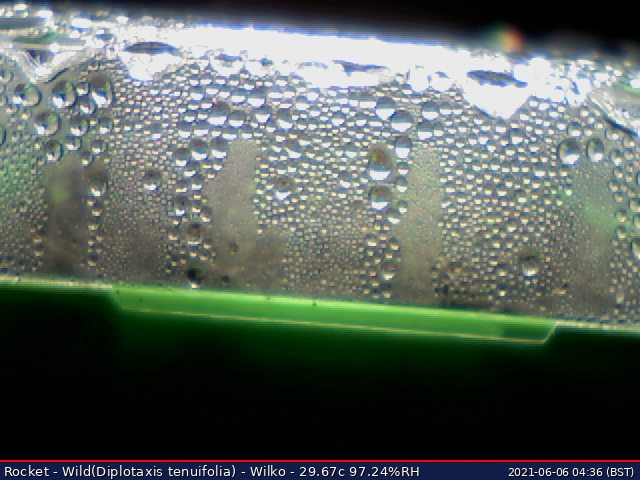 Rocket - Wild(Diplotaxis tenuifolia) - Wilko - 29.67c 97.24%RH
2021-06-06 04:36 (BST)